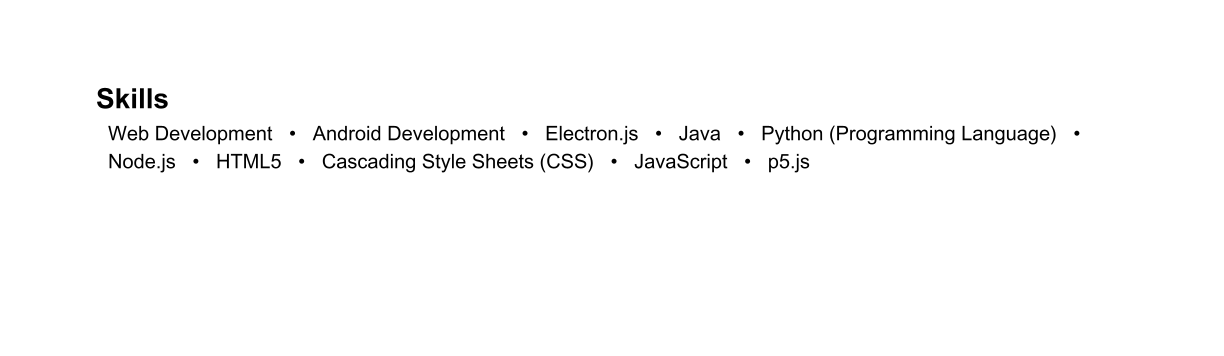 Skills
Web Development • Android Development • Electron.js • Java • Python (Programming Language) •
Node.js • HTML5 • Cascading Style Sheets (CSS) • JavaScript • p5.js